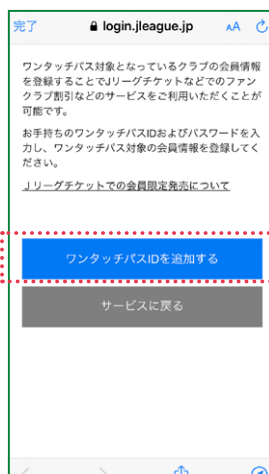 完了 login.jleague.jp AA
ワンタッチパス対象となっているクラブの会員情報
を登録することでJリーグチケットなどでのファン
クラブ割引などのサービスをご利用いただくことが
可能です。
お手持ちのワンタッチパスIDおよびパスワードを入
力し、ワンタッチパス対象の会員情報を登録してく
ださい。
Ｊリーグチケットでの会員限定発売について
ワンタッチパスIDを追加する
サービスに戻る